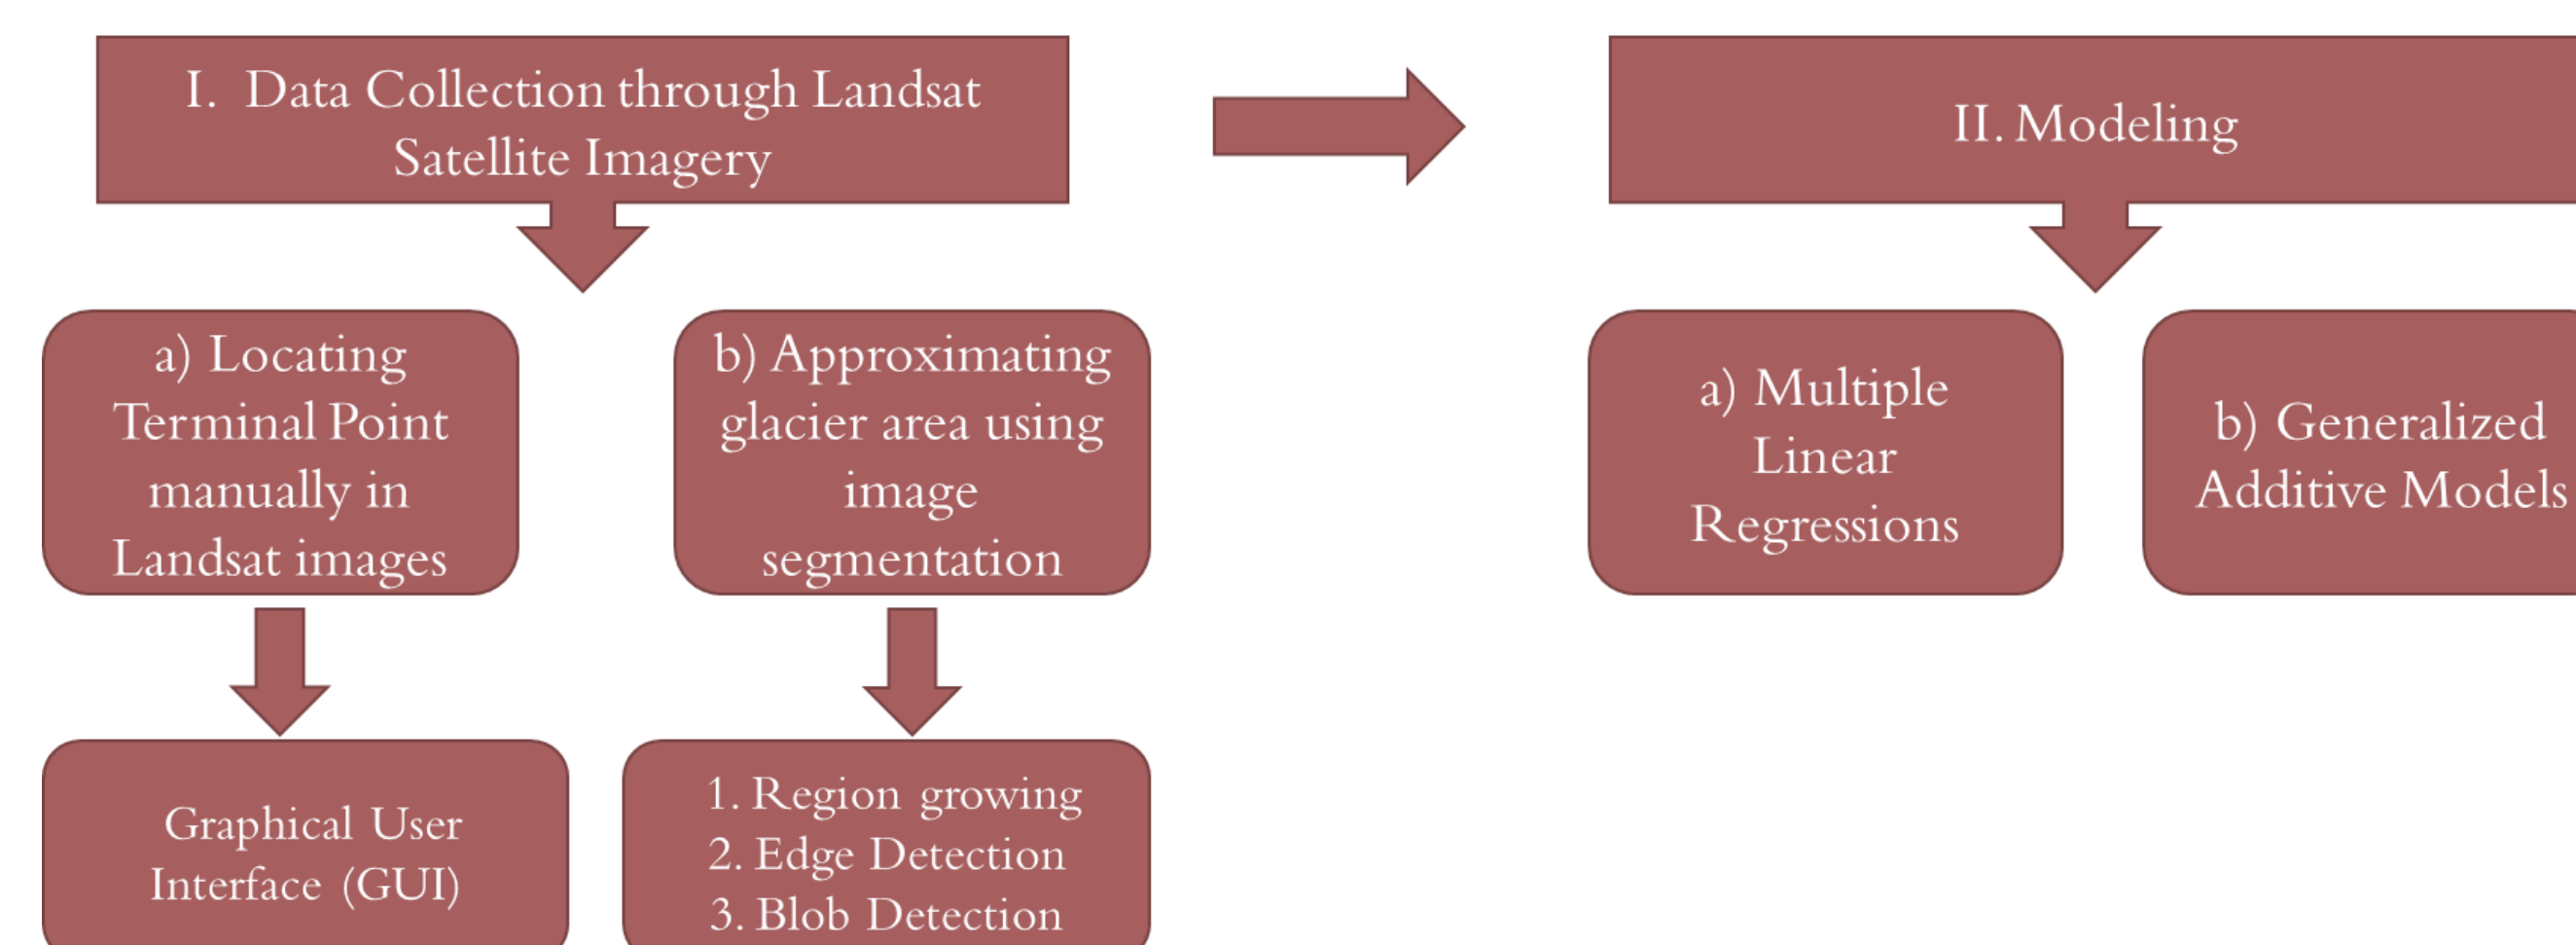 I. Data Collection through Landsat
Satellite Imagery
II. Modeling
a) Locating
Terminal Point
manually in
Landsat images
b) Approximating
glacier area using
image
segmentation
a) Multiple
Linear
Regressions
b) Generalized
Additive Models
Graphical User
Interface (GUI)
1. Region growing
2. Edge Detection
3. Blob Detection